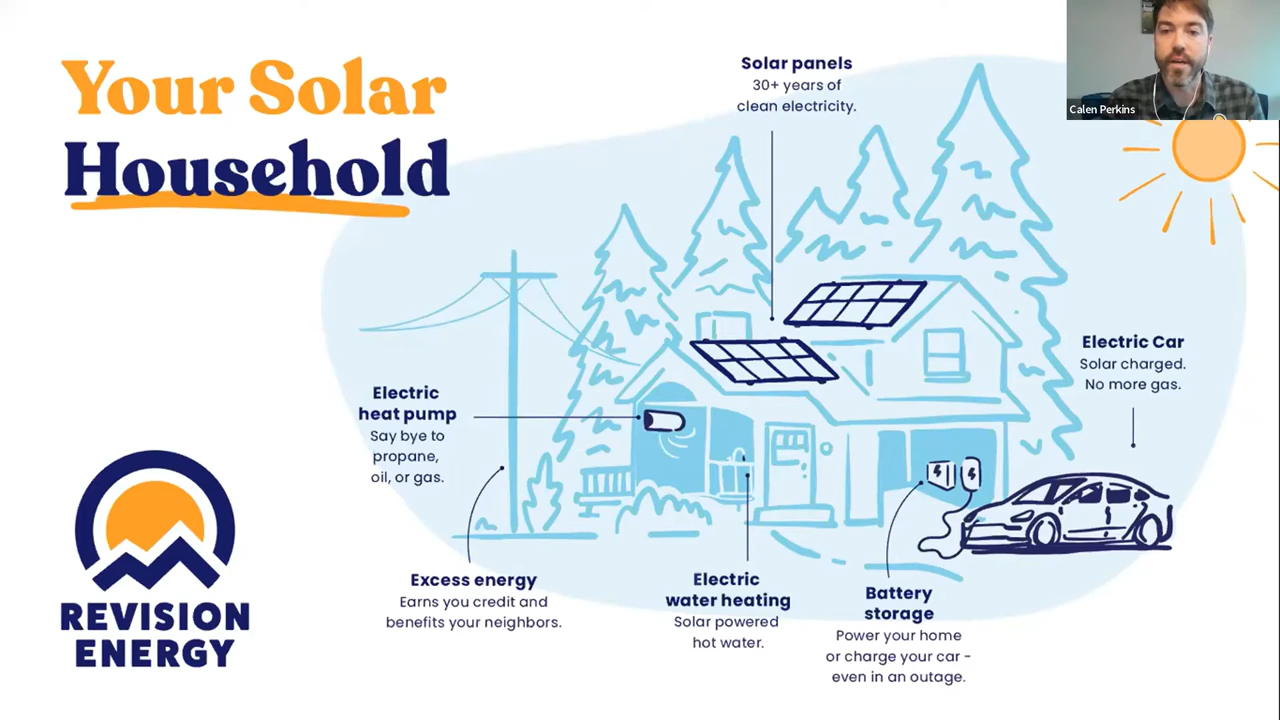 Your Solar
Household
Solar panels
30+ years of
clean electricity.
Calen Perkins
Electric Car
Solar charged.
No more gas.
Electric
heat pump
Say bye to
propane,
oil, or gas.
Excess energy
Earns you credit and
benefits your neighbors.
Electric
water heating
Solar powered
hot water.
Battery
storage
Power your home
or charge your car -
even in an outage.
REVISION
ENERGY